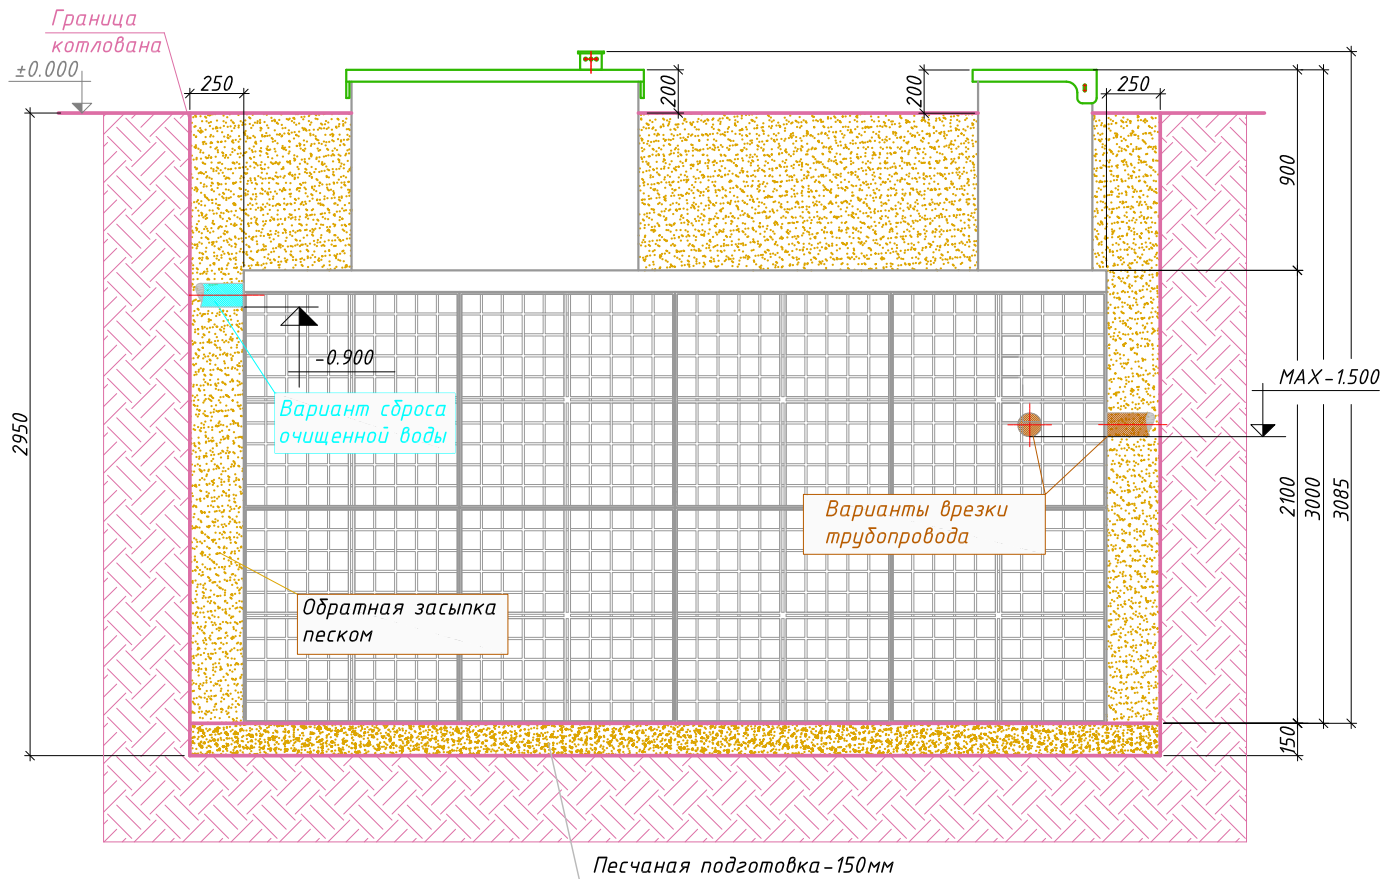 Граница
котлована
±0.000
250
200
200
250
900
-0.900
MAX-1.500
Вариант сброса
очищенной воды
2950
2100
3000
3085
Варианты врезки
трубопровода
Обратная засыпка
песком
150
Песчаная подготовка-150мм